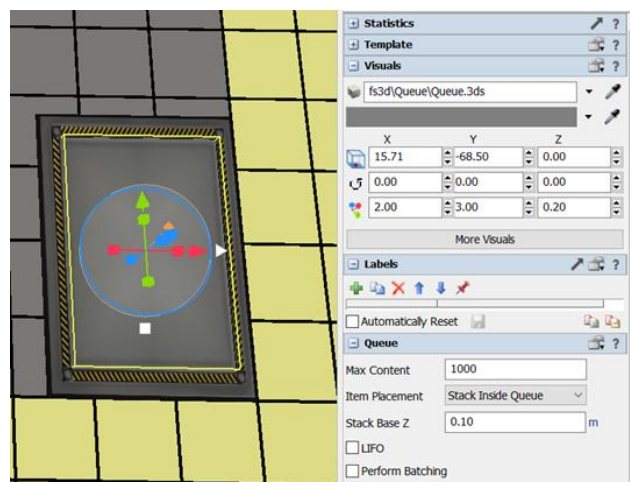 Statistics ?
Template ?
Visuals ?
fs3d\Queue\Queue.3ds
X Y Z
15.71 -68.50 0.00
0.00 0.00 0.00
2.00 3.00 0.20
More Visuals
Labels ?
Automatically Reset
Queue ?
Max Content 1000
Item Placement Stack Inside Queue
Stack Base Z 0.10 m
LIFO
Perform Batching